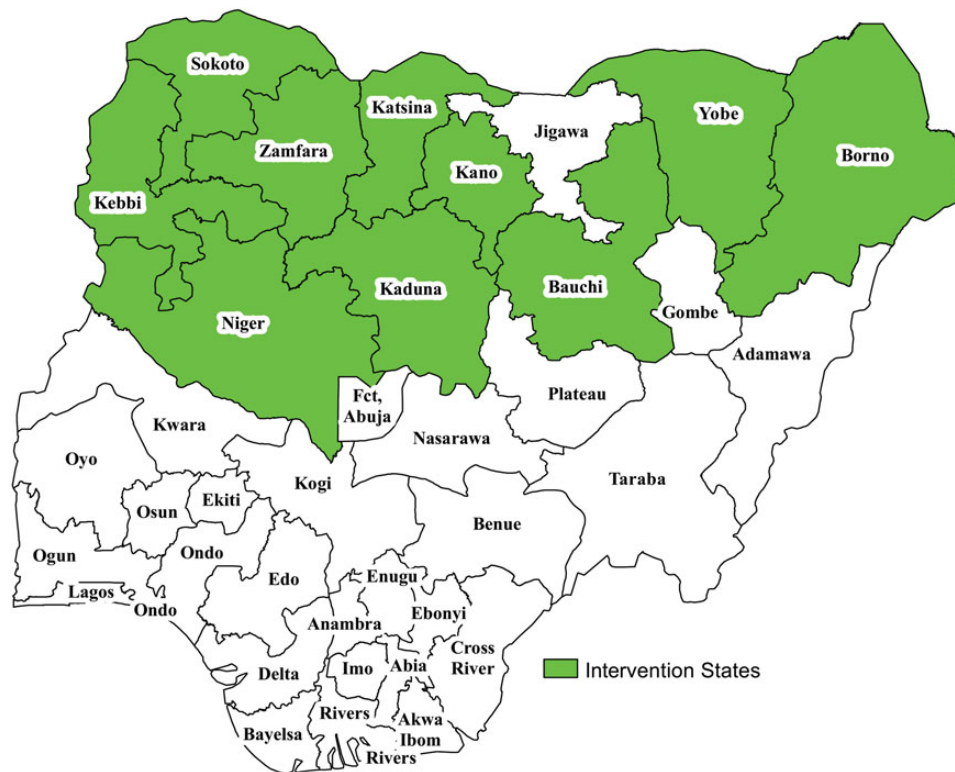 Sokoto
Katsina
Yobe
Jigawa
Zamfara
Borno
Kano
Kebbi
Kaduna
Bauchi
Gombe
Niger
Adamawa
Fct,
Abuja
Plateau
Kwara
Nasarawa
Oyo
Taraba
Kogi
Ekiti
Osun
Benue
Ogun
Ondo
Edo
Enugu
Lagos
Ondo
Ebonyi
Anambra
Cross
River
Imo
Abia
Delta
Intervention States
Rivers
Akwa
Ibom
Bayelsa
Rivers